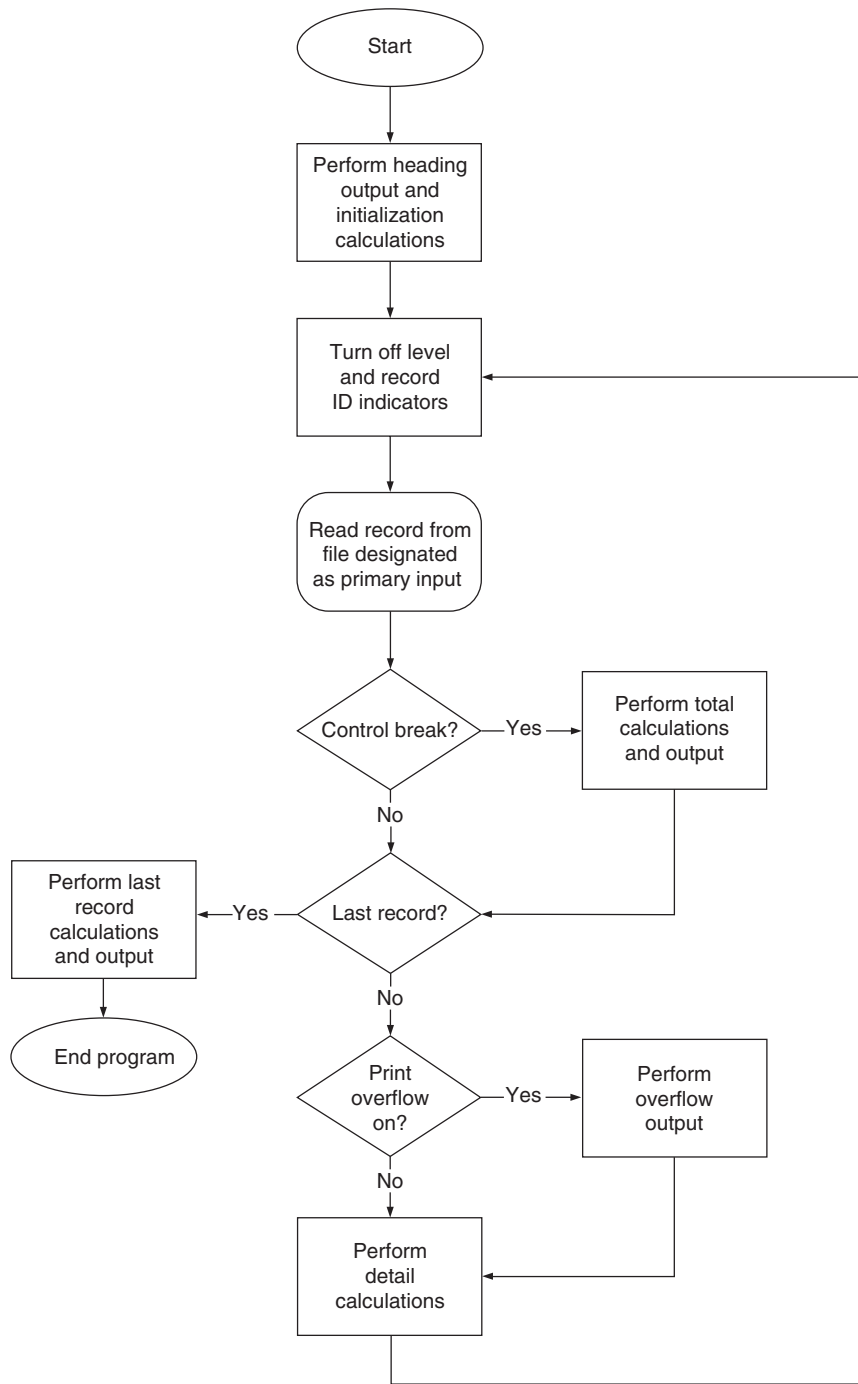 Start
Perform heading
output and
initialization
calculations
Turn off level
and record
ID indicators
Read record from
file designated
as primary input
Control break?
Yes
Perform total
calculations
and output
No
Perform last
record
calculations
and output
Yes
Last record?
No
End program
Print
overflow
on?
Yes
Perform
overflow
output
No
Perform
detail
calculations